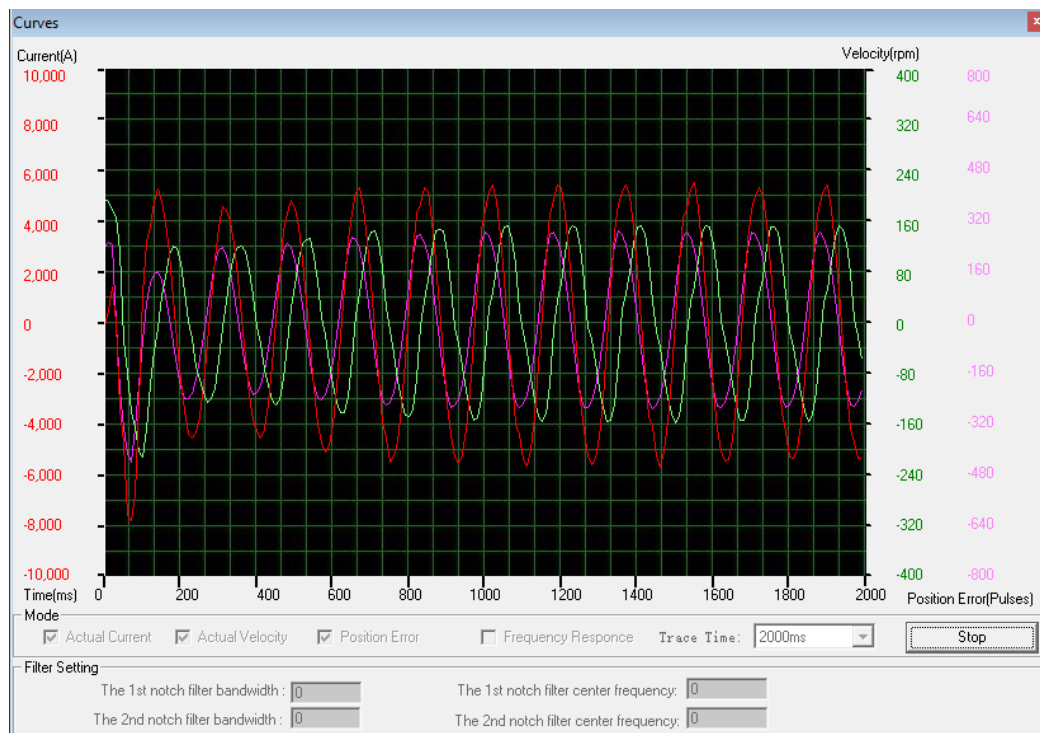 Curves x
Current(A) Velocity(rpm)
10,000 400 800
8,000 320 640
6,000 240 480
4,000 160 320
2,000 80 160
0 0 0
-2,000 -80 -160
-4,000 -160 -320
-6,000 -240 -480
-8,000 -320 -640
-10,000 -400 -800
Time(ms) 0 200 400 600 800 1000 1200 1400 1600 1800 2000 Position Error(Pulses)
Mode
Actual Current Actual Velocity Position Error Frequency Responce Trace Time: 2000ms Stop
Filter Setting
The 1st notch filter bandwidth : 0 The 1st notch filter center frequency: 0
The 2nd notch filter bandwidth : 0 The 2nd notch filter center frequency: 0